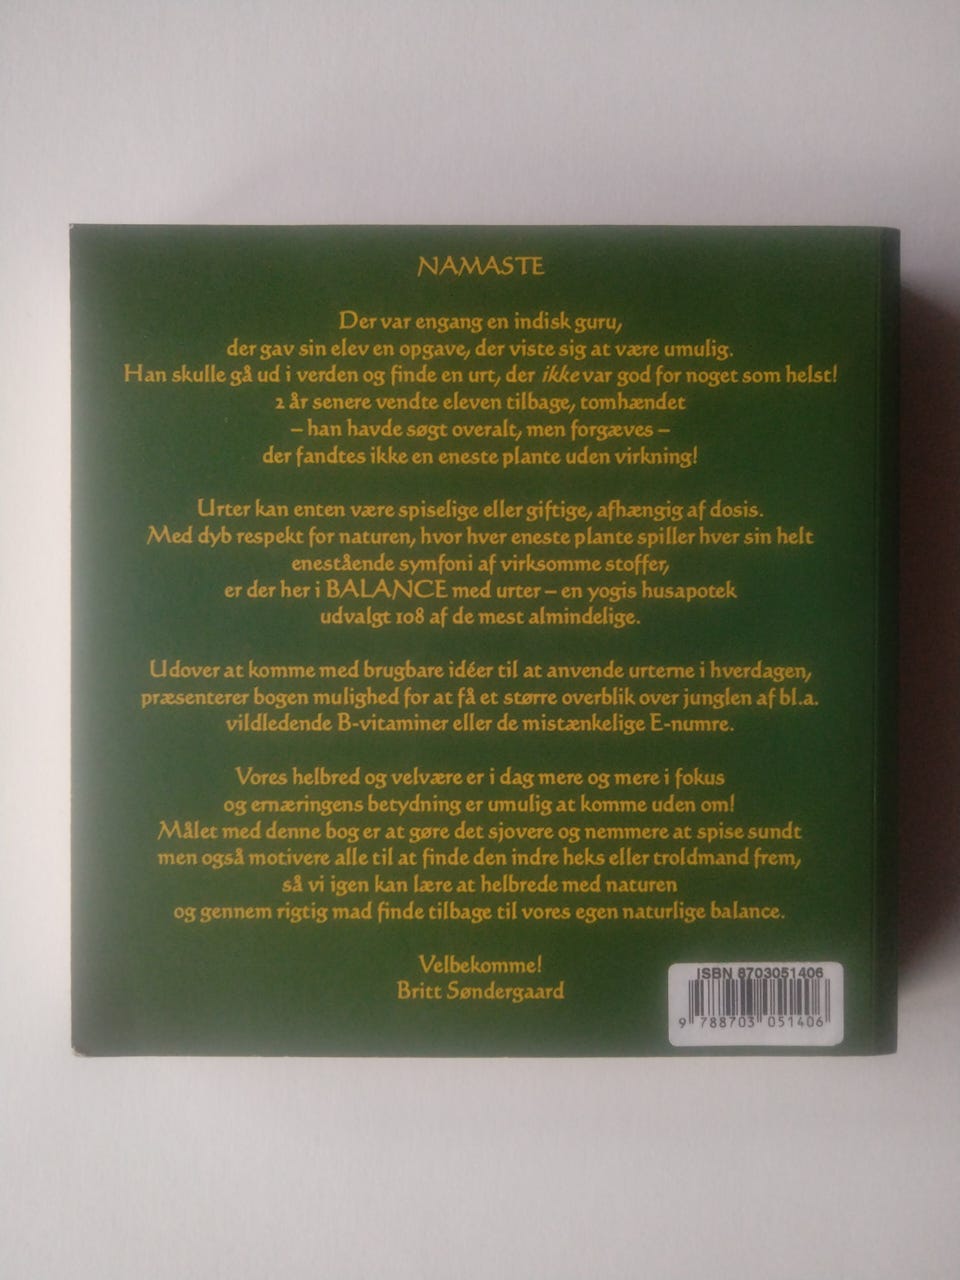 NAMASTE
Der var engang en indisk guru,
der gav sin elev en opgave, der viste sig at være umulig.
Han skulle gå ud i verden og finde en urt, der ikke var god for noget som helst!
2 år senere vendte eleven tilbage, tomhændet
– han havde søgt overalt, men forgæves –
der fandtes ikke en eneste plante uden virkning!
Urter kan enten være spiselige eller giftige, afhængig af dosis.
Med dyb respekt for naturen, hvor hver eneste plante spiller hver sin helt
enestående symfoni af virksomme stoffer,
er der her i BALANCE med urter – en yogis husapotek
udvalgt 108 af de mest almindelige.
Udover at komme med brugbare idéer til at anvende urterne i hverdagen,
præsenterer bogen mulighed for at få et større overblik over junglen af bl.a.
vildledende B-vitaminer eller de mistænkelige E-numre.
Vores helbred og velvære er i dag mere og mere i fokus
og ernæringens betydning er umulig at komme uden om!
Målet med denne bog er at gøre det sjovere og nemmere at spise sundt
men også motivere alle til at finde den indre heks eller troldmand frem,
så vi igen kan lære at helbrede med naturen
og gennem rigtig mad finde tilbage til vores egen naturlige balance.
Velbekomme!
Britt Søndergaard
ISBN 8703051406
9 788703 051406